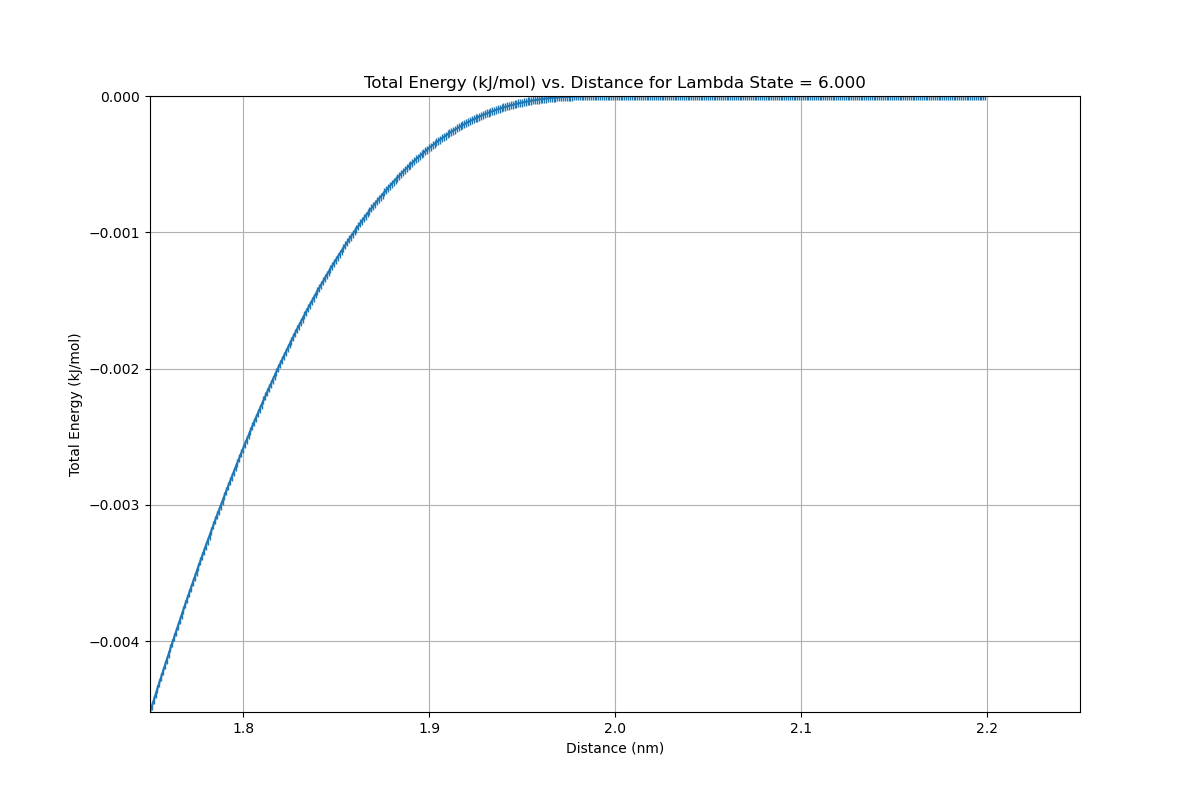 Total Energy (kJ/mol) vs. Distance for Lambda State = 6.000
0.000
−0.001
−0.002
−0.003
−0.004
Total Energy (kJ/mol)
1.8 1.9 2.0 2.1 2.2
Distance (nm)